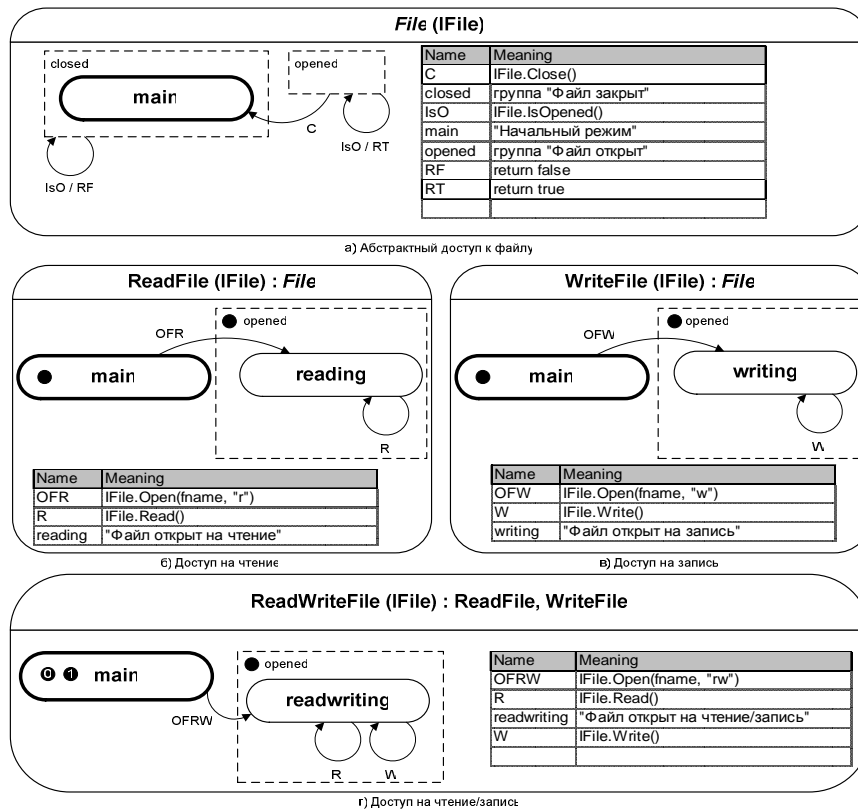 File (IFile)
closed
main
opened
C
IsO / RT
IsO / RF
Name Meaning
C IFile.Close()
closed группа "Файл закрыт"
IsO IFile.IsOpened()
main "Начальный режим"
opened группа "Файл открыт"
RF return false
RT return true
а) Абстрактный доступ к файлу
ReadFile (IFile) : File
OFR
opened
main
reading
R
Name Meaning
OFR IFile.Open(fname, "r")
R IFile.Read()
reading "Файл открыт на чтение"
б) Доступ на чтение
WriteFile (IFile) : File
OFW
opened
main
writing
W
Name Meaning
OFW IFile.Open(fname, "w")
W IFile.Write()
writing "Файл открыт на запись"
в) Доступ на запись
ReadWriteFile (IFile) : ReadFile, WriteFile
0 1 main
opened
readwriting
OFRW
R W
Name Meaning
OFRW IFile.Open(fname, "rw")
R IFile.Read()
readwriting "Файл открыт на чтение/запись"
W IFile.Write()
г) Доступ на чтение/запись